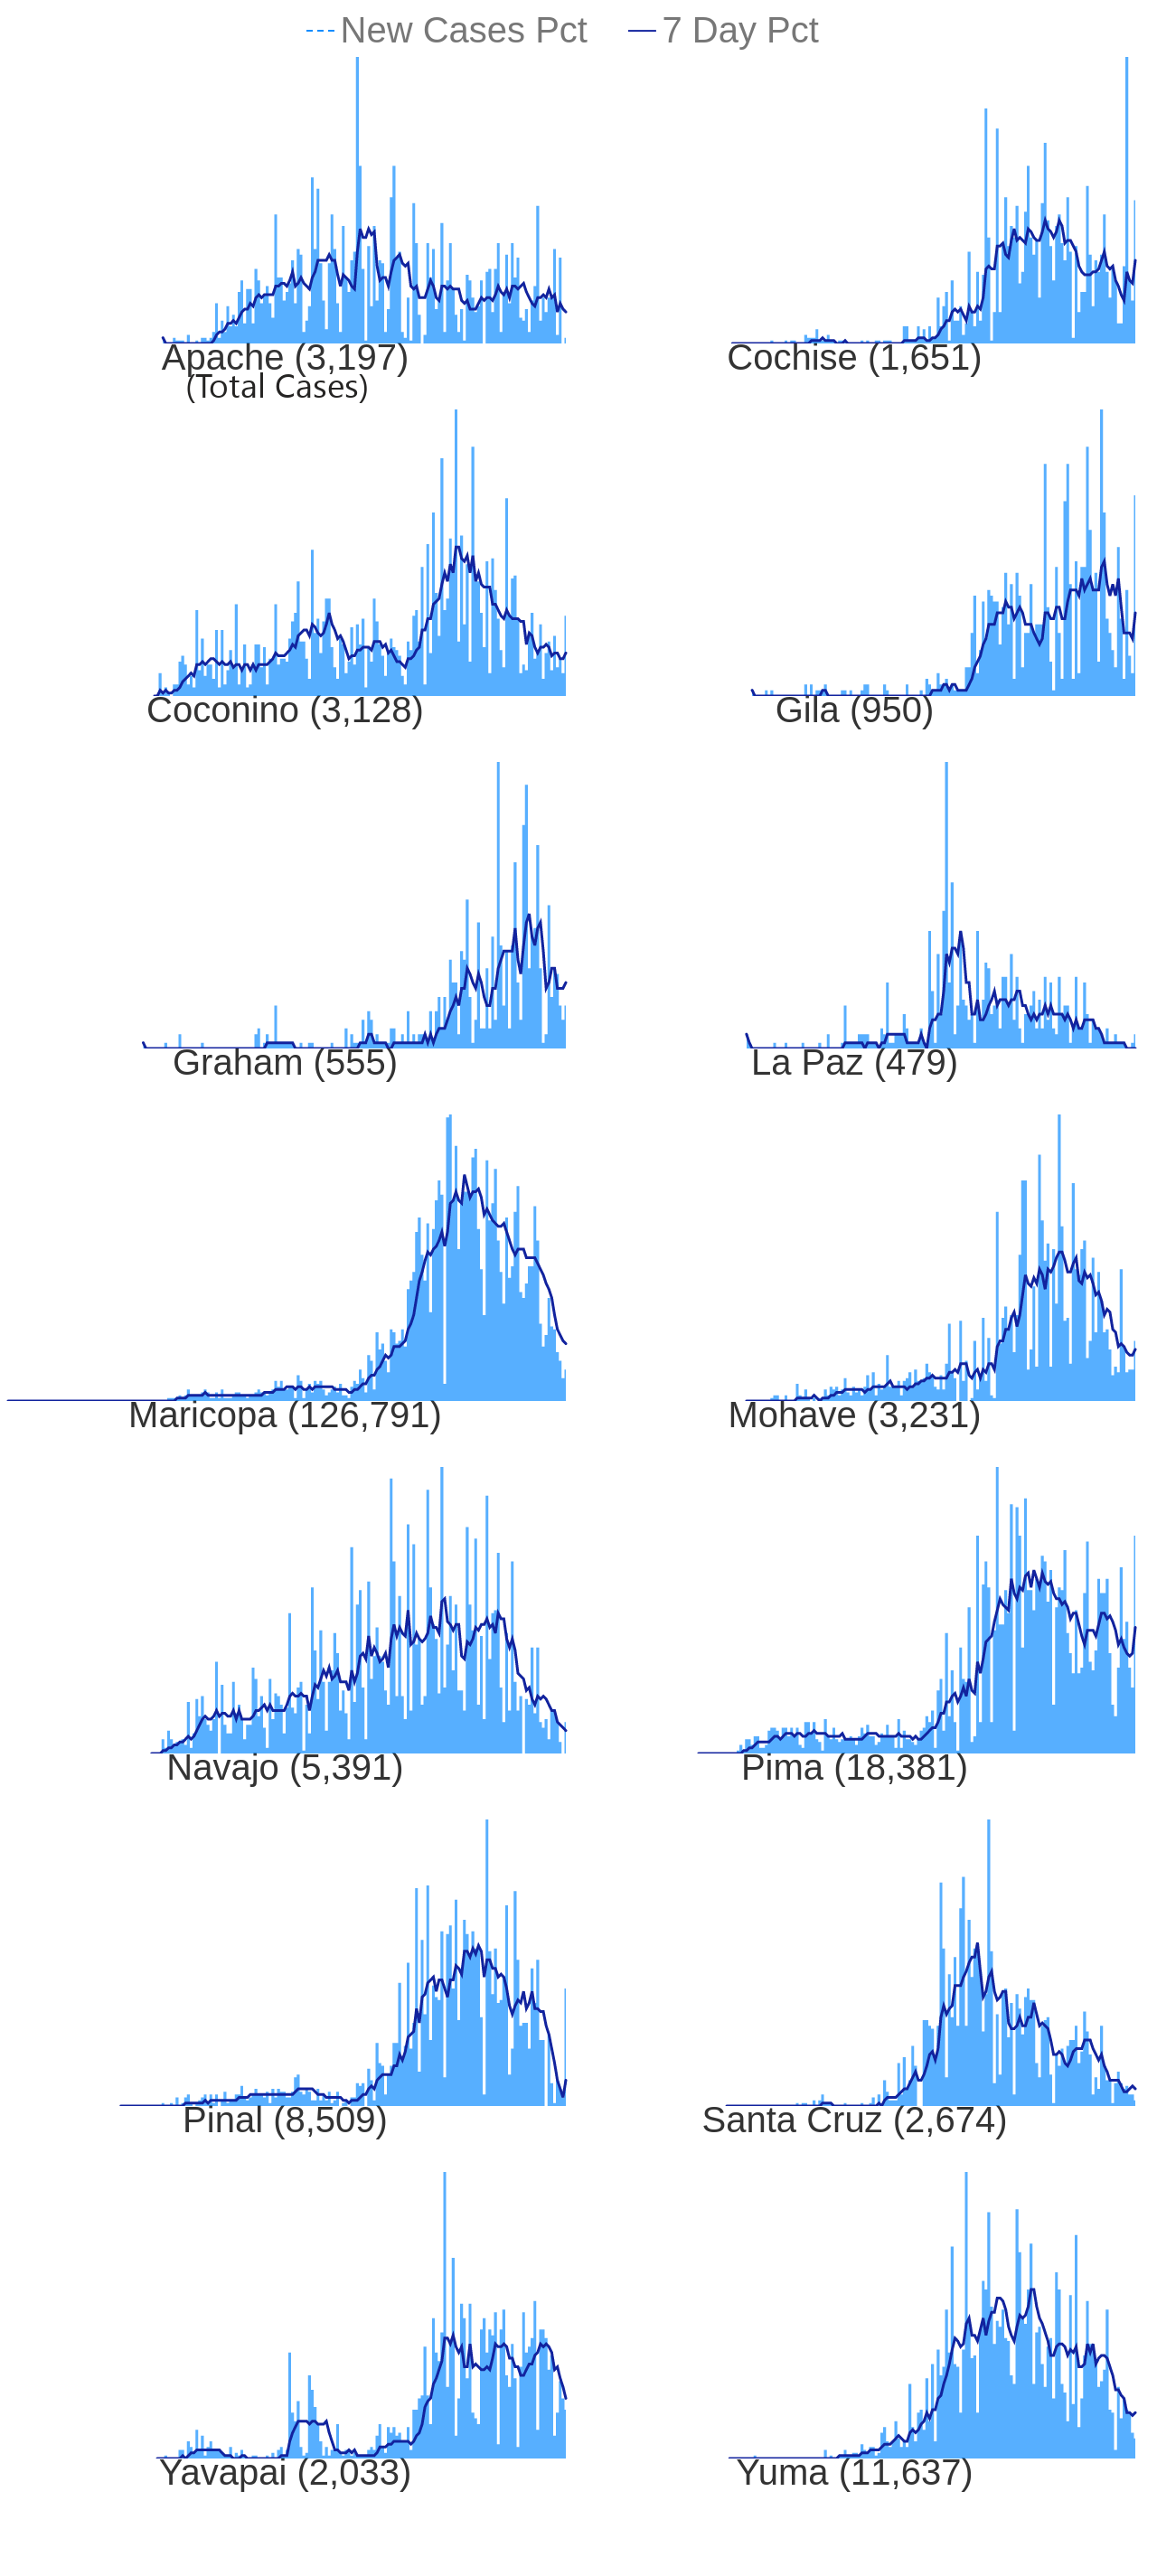 New Cases Pct 7 Day Pct
Apache (3,197) Cochise (1,651)
(Total Cases)
Coconino (3,128) Gila (950)
Graham (555) La Paz (479)
Maricopa (126,791) Mohave (3,231)
Navajo (5,391) Pima (18,381)
Pinal (8,509) Santa Cruz (2,674)
Yavapai (2,033) Yuma (11,637)